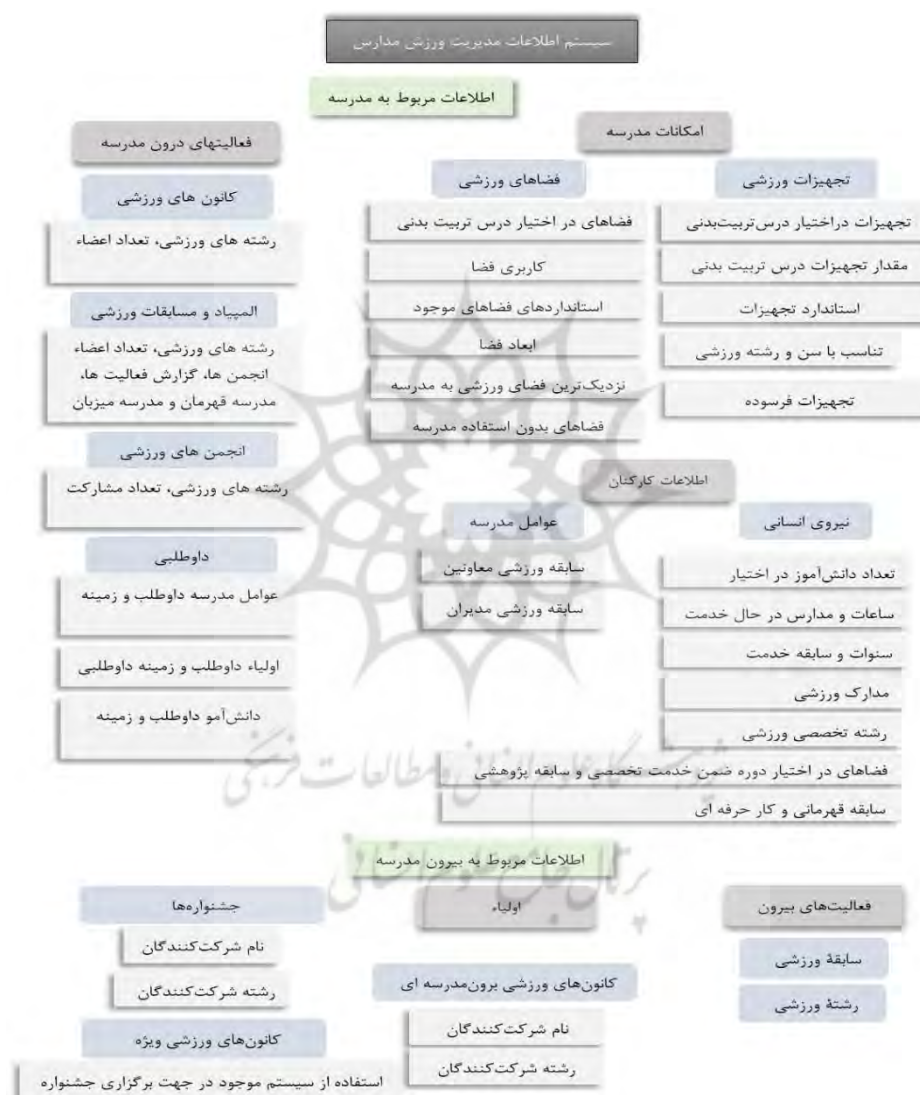 سیستم اطلاعات مدیریت ورزش مدارس
اطلاعات مربوط به مدرسه
امکانات مدرسه
تجهیزات ورزشی
تجهیزات دراختیار درس‌تربیت‌بدنی
مقدار تجهیزات درس تربیت بدنی
استاندارد تجهیزات
تناسب با سن و رشته ورزشی
تجهیزات فرسوده
فضاهای ورزشی
فضاهای در اختیار درس تربیت بدنی
کاربری فضا
استانداردهای فضاهای موجود
ابعاد فضا
نزدیک‌ترین فضای ورزشی به مدرسه
فضاهای بدون استفاده مدرسه
فعالیتهای درون مدرسه
کانون های ورزشی
رشته های ورزشی، تعداد اعضاء
المپیاد و مسابقات ورزشی
رشته های ورزشی، تعداد اعضاء
انجمن ها، گزارش فعالیت ها،
مدرسه قهرمان و مدرسه میزبان
انجمن های ورزشی
رشته های ورزشی، تعداد مشارکت
داوطلبی
عوامل مدرسه داوطلب و زمینه
اولیاء داوطلب و زمینه داوطلبی
دانش‌آمو داوطلب و زمینه
اطلاعات کارکنان
نیروی انسانی
تعداد دانش‌آموز در اختیار
ساعات و مدارس در حال خدمت
سنوات و سابقه خدمت
مدارک ورزشی
رشته تخصصی ورزشی
فضاهای در اختیار دوره ضمن خدمت تخصصی و سابقه پژوهشی
سابقه قهرمانی و کار حرفه ای
عوامل مدرسه
سابقه ورزشی معاونین
سابقه ورزشی مدیران
پژوهشگاه علوم انسانی و مطالعات فرهنگی
پرتال جامع علوم انسانی
اطلاعات مربوط به بیرون مدرسه
فعالیت‌های بیرون
سابقهٔ ورزشی
رشتهٔ ورزشی
اولیاء
کانون‌های ورزشی برون‌مدرسه ای
نام شرکت‌کنندگان
رشته شرکت‌کنندگان
جشنواره‌ها
نام شرکت‌کنندگان
رشته شرکت‌کنندگان
کانون‌های ورزشی ویژه
استفاده از سیستم موجود در جهت برگزاری جشنواره